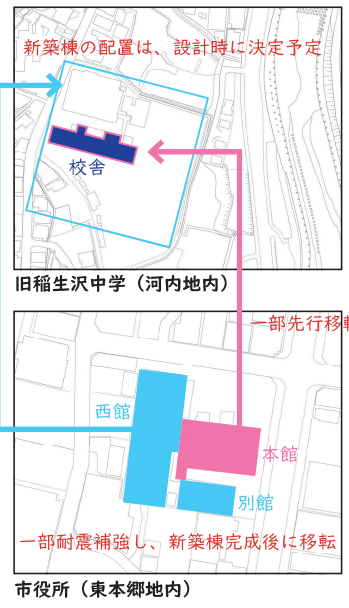 新築棟の配置は、設計時に決定予定
校舎
旧稲生沢中学（河内地内）
一部先行移転
西館
本館
別館
一部耐震補強し、新築棟完成後に移転
市役所（東本郷地内）